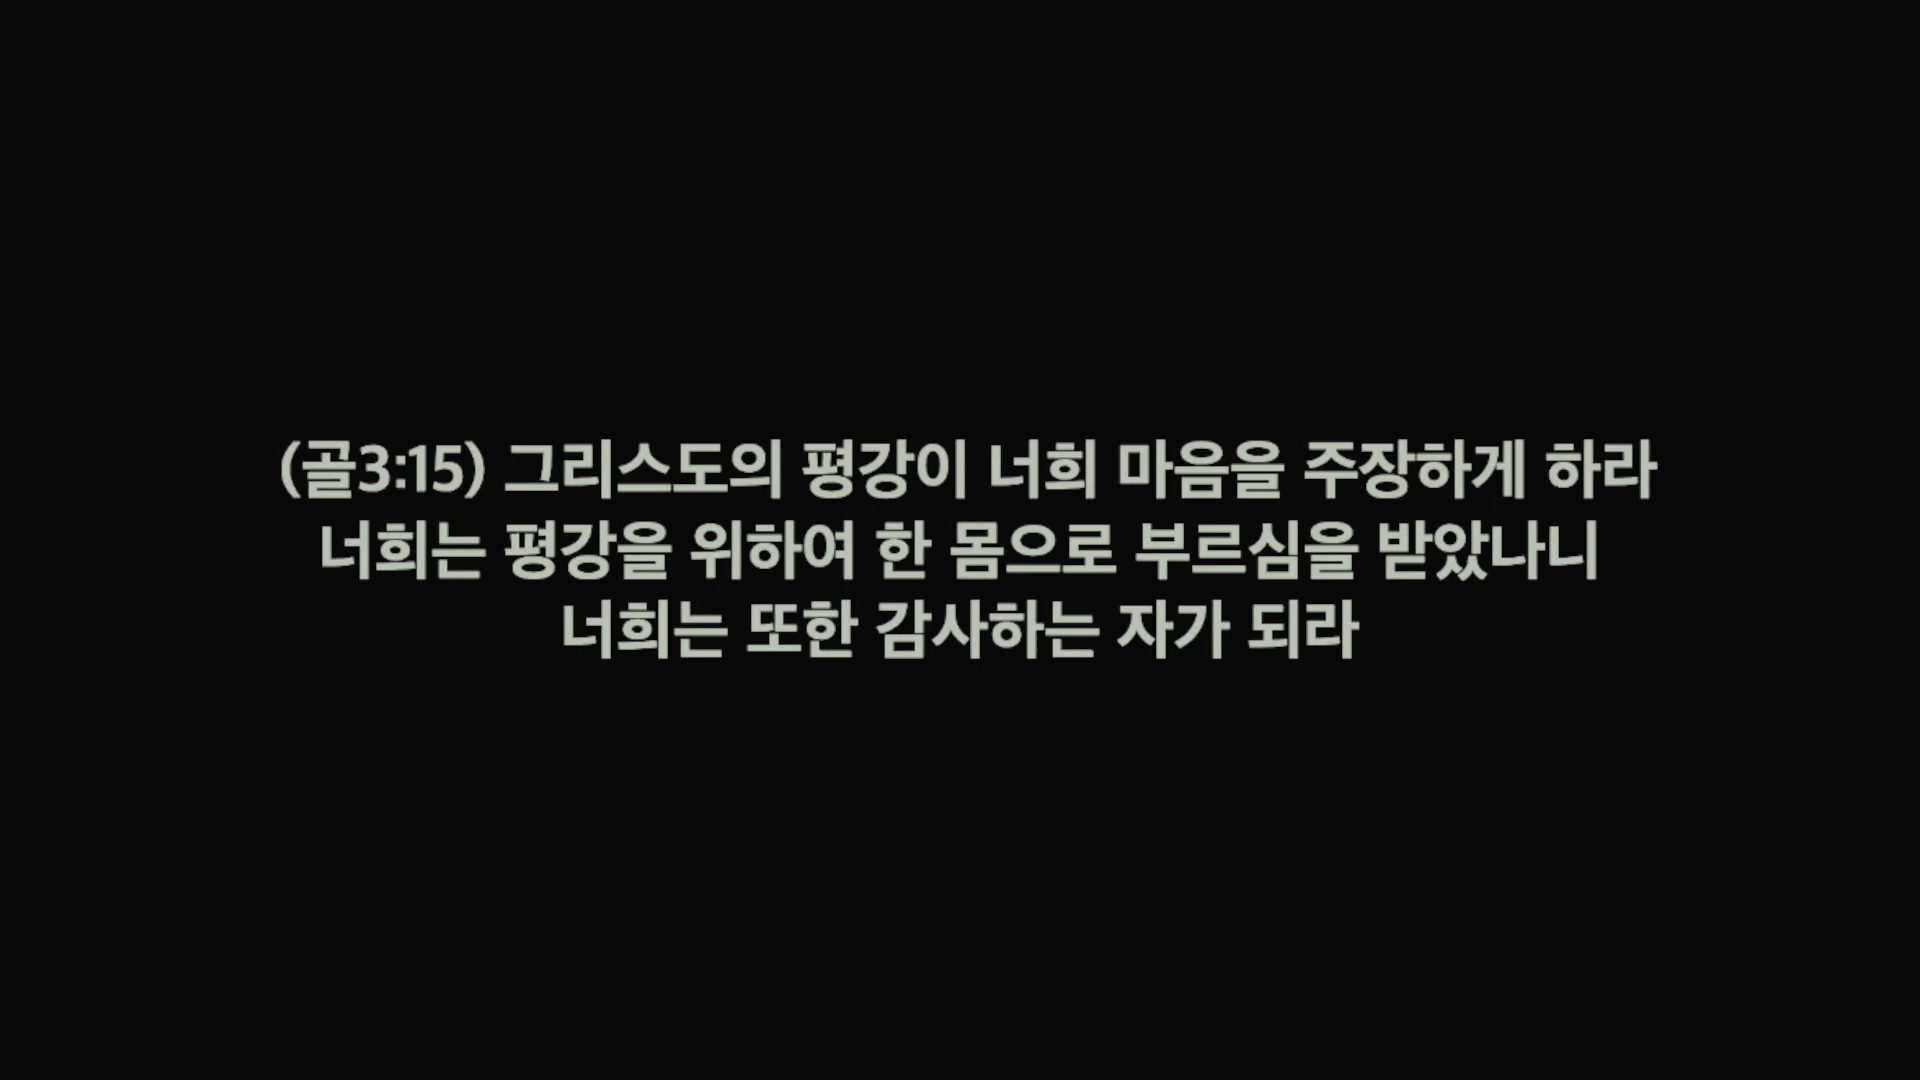 (골3:15) 그리스도의 평강이 너희 마음을 주장하게 하라
너희는 평강을 위하여 한 몸으로 부르심을 받았나니
너희는 또한 감사하는 자가 되라